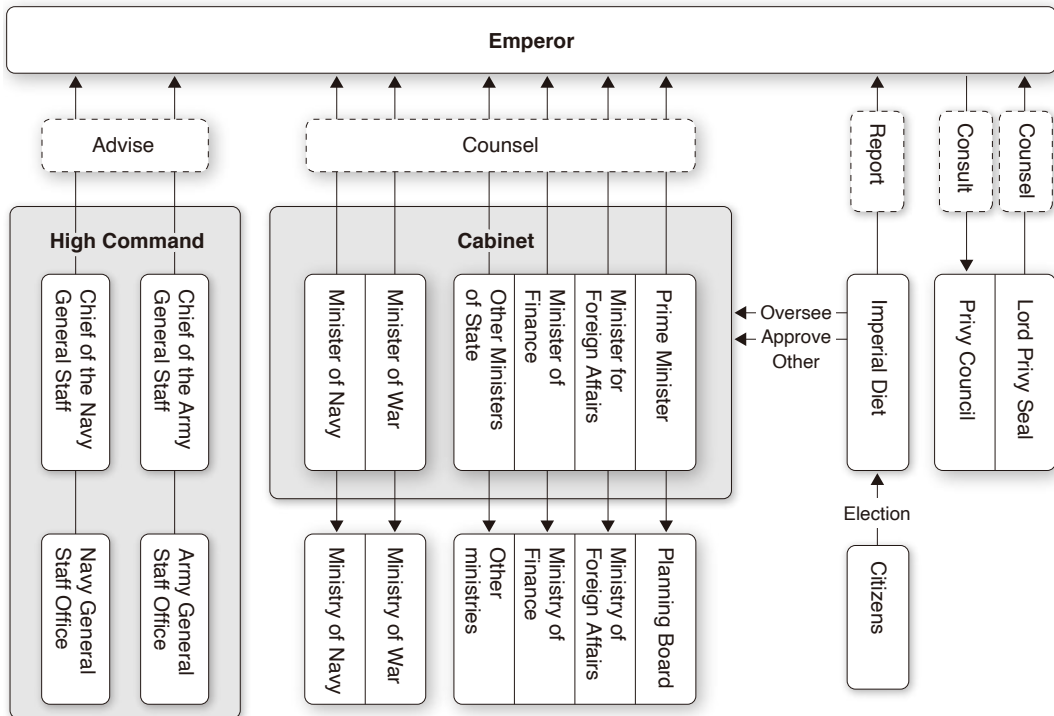 Emperor
Advise
Counsel
Report
Consult
Counsel
High Command
Chief of the Navy
General Staff
Chief of the Army
General Staff
Navy General
Staff Office
Army General
Staff Office
Cabinet
Minister of Navy
Minister of War
Other Ministers
of State
Minister of
Finance
Minister for
Foreign Affairs
Prime Minister
Ministry of Navy
Ministry of War
Other
ministries
Ministry of
Finance
Ministry of
Foreign Affairs
Planning Board
Oversee
Approve
Other
Imperial Diet
Election
Citizens
Privy Council
Lord Privy Seal